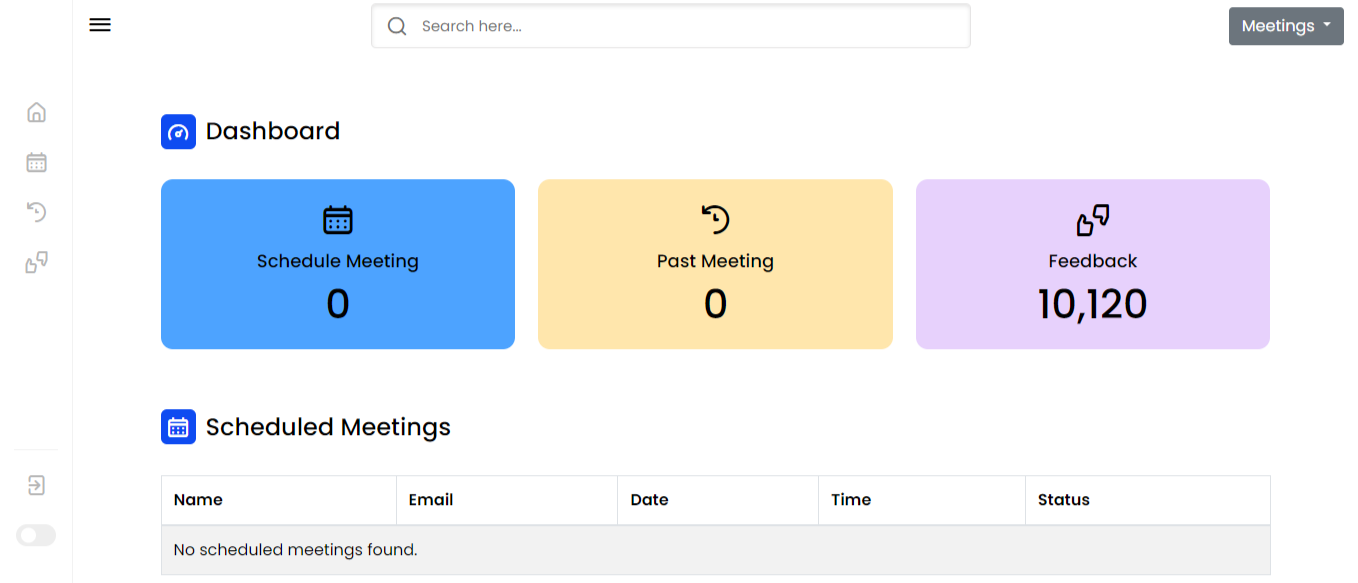 Search here...
Meetings
Dashboard
Schedule Meeting
0
Past Meeting
0
Feedback
10,120
Scheduled Meetings
Name Email Date Time Status
No scheduled meetings found.